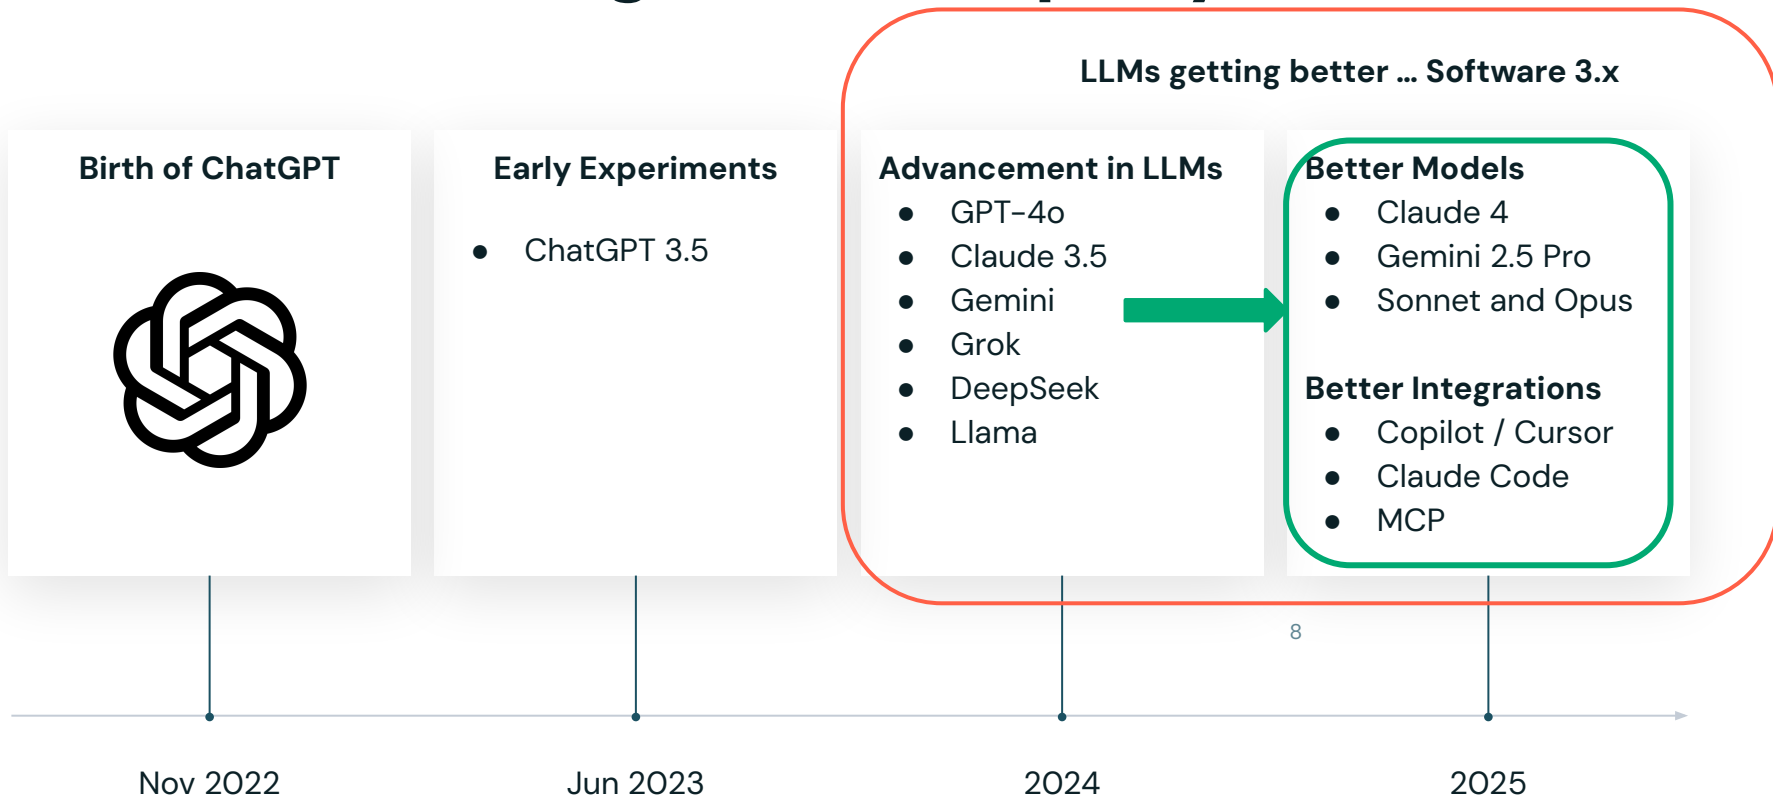 LLMs getting better ... Software 3.x
Birth of ChatGPT
Early Experiments
● ChatGPT 3.5
Advancement in LLMs
● GPT-4o
● Claude 3.5
● Gemini
● Grok
● DeepSeek
● Llama
Better Models
● Claude 4
● Gemini 2.5 Pro
● Sonnet and Opus
Better Integrations
● Copilot / Cursor
● Claude Code
● MCP
8
Nov 2022
Jun 2023
2024
2025